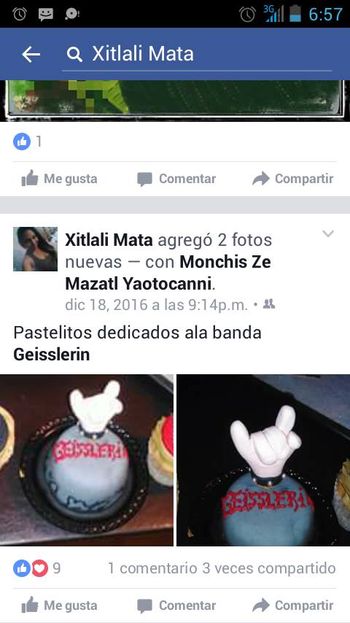 3G
6:57
Xitlali Mata
1
Me gusta Comentar Compartir
Xitlali Mata agregó 2 fotos
nuevas — con Monchis Ze
Mazatl Yaotocanni.
dic 18, 2016 a las 9:14p.m. •
Pastelitos dedicados ala banda
Geisslerin
GEISSLERIN
GEISSLERIN
9 1 comentario 3 veces compartido
Me gusta Comentar Compartir